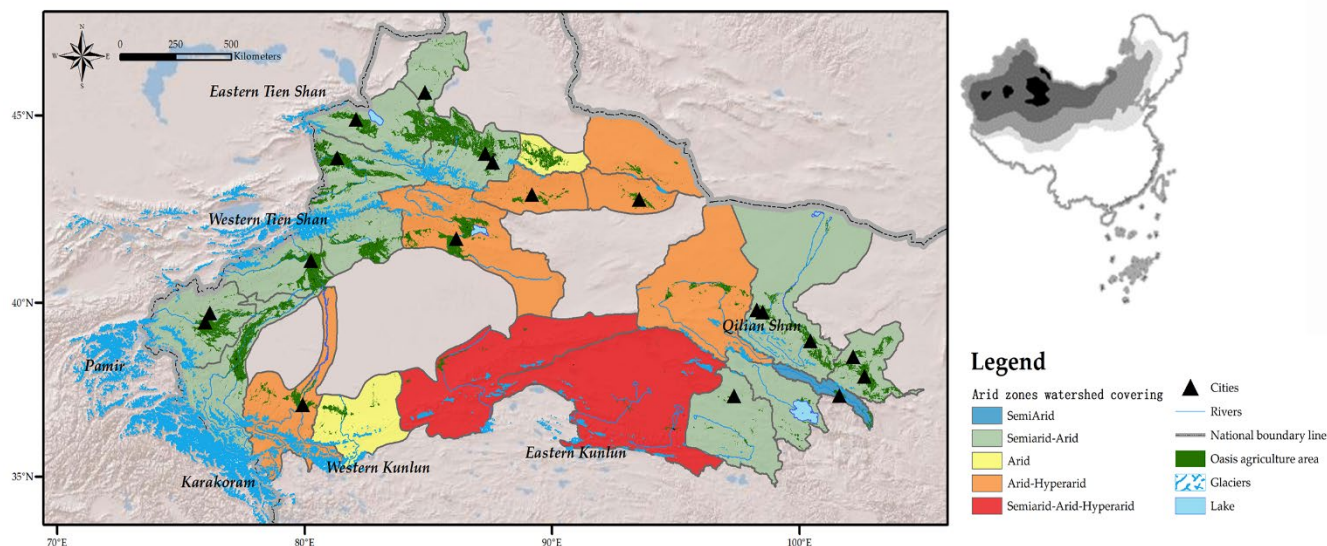 N
W
E
S
0 250 500
Kilometers
Eastern Tien Shan
45°N
Western Tien Shan
40°N
Qilian Shan
Pamir
Eastern Kunlun
Western Kunlun
Karakoram
35°N
70°E 80°E 90°E 100°E
Legend
Arid zones watershed covering
SemiArid
Semiarid-Arid
Arid
Arid-Hyperarid
Semiarid-Arid-Hyperarid
Cities
Rivers
National boundary line
Oasis agriculture area
Glaciers
Lake